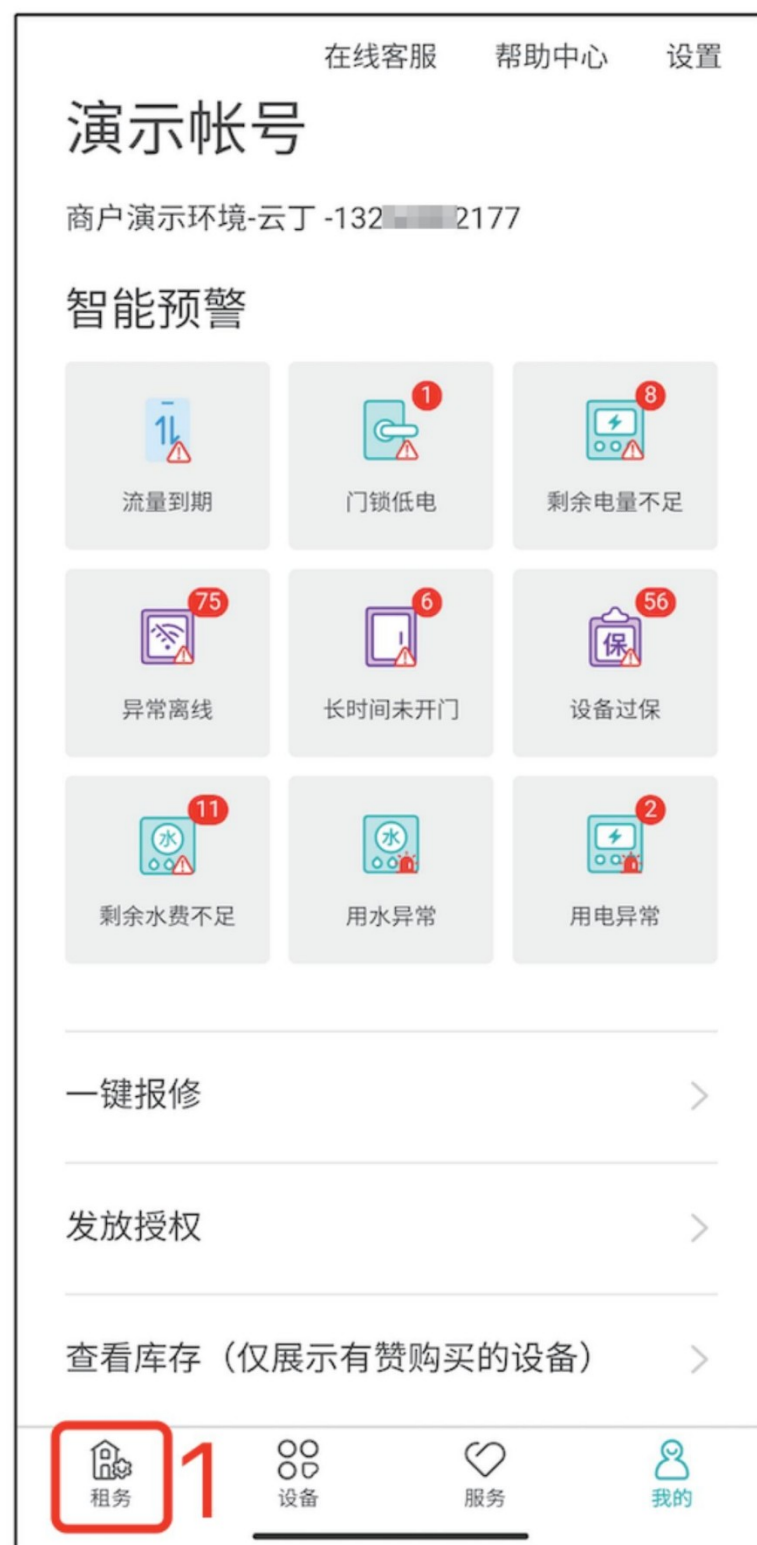 在线客服 帮助中心 设置
演示帐号
商户演示环境-云丁 -132 2177
智能预警
1 8
流量到期 门锁低电 剩余电量不足
75 6 56
保
异常离线 长时间未开门 设备过保
11 2
水 水
剩余水费不足 用水异常 用电异常
一键报修
发放授权
查看库存（仅展示有赞购买的设备）
1
租务 设备 服务 我的